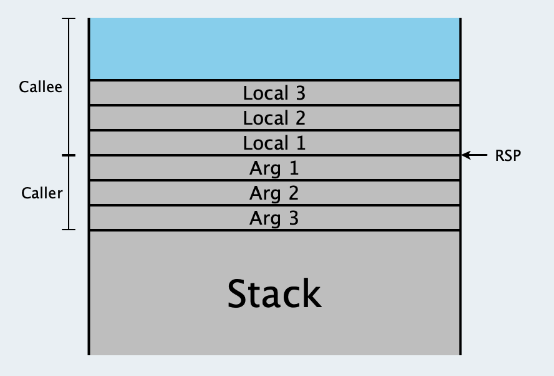 Callee
Local 3
Local 2
Local 1
RSP
Arg 1
Caller
Arg 2
Arg 3
Stack